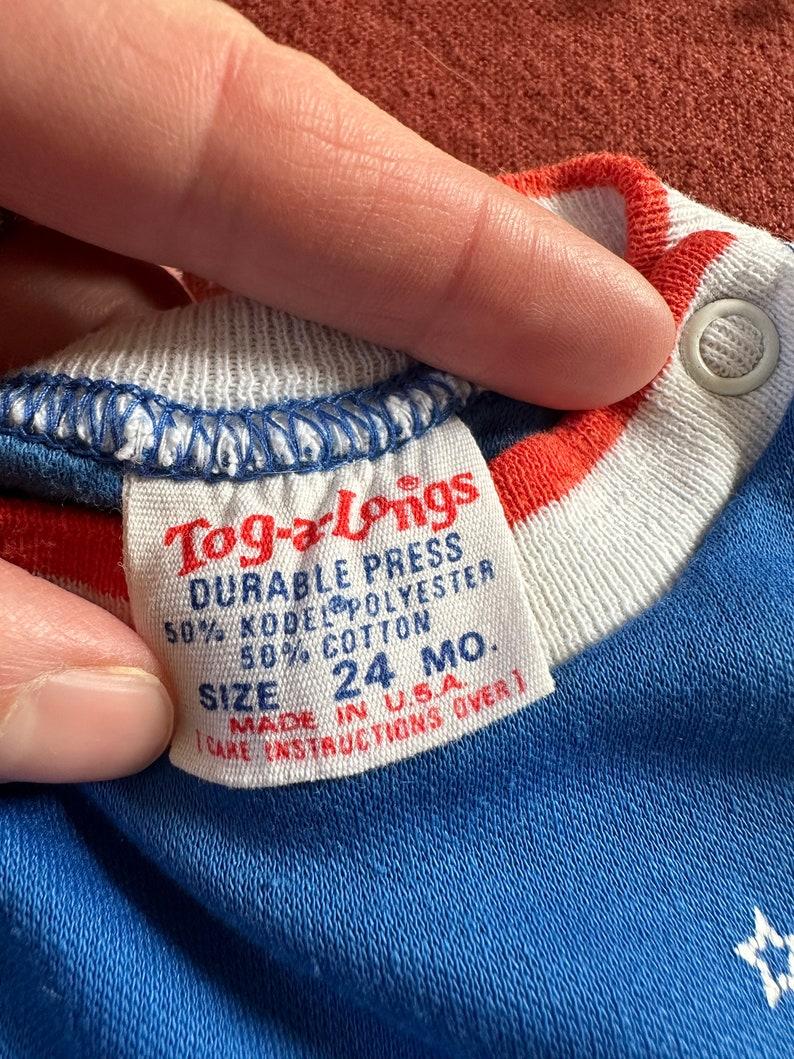 Tog-a-Longs®
DURABLE PRESS
50% KODEL® POLYESTER
50% COTTON
SIZE 24 MO.
MADE IN U.S.A.
(CARE INSTRUCTIONS OVER)